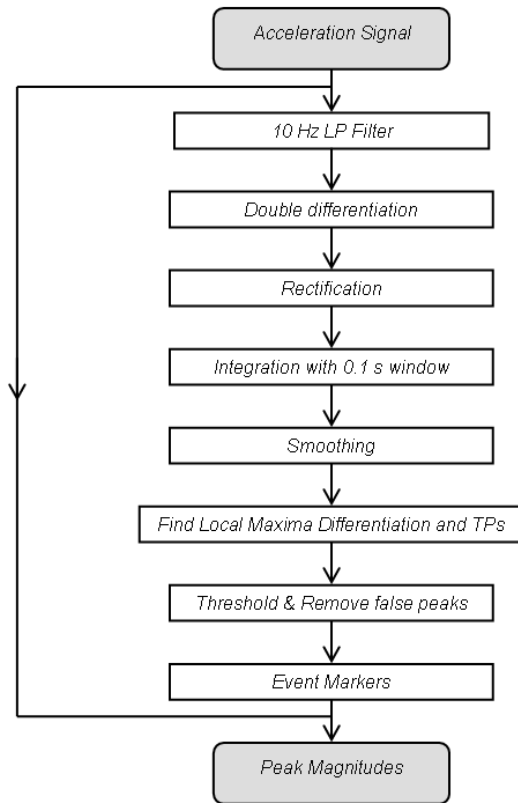 Acceleration Signal
10 Hz LP Filter
Double differentiation
Rectification
Integration with 0.1 s window
Smoothing
Find Local Maxima Differentiation and TPs
Threshold & Remove false peaks
Event Markers
Peak Magnitudes